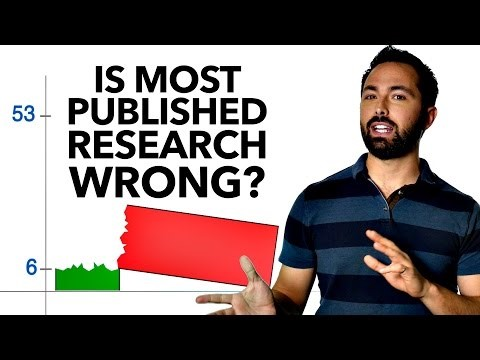 IS MOST
PUBLISHED
RESEARCH
WRONG?
53
6